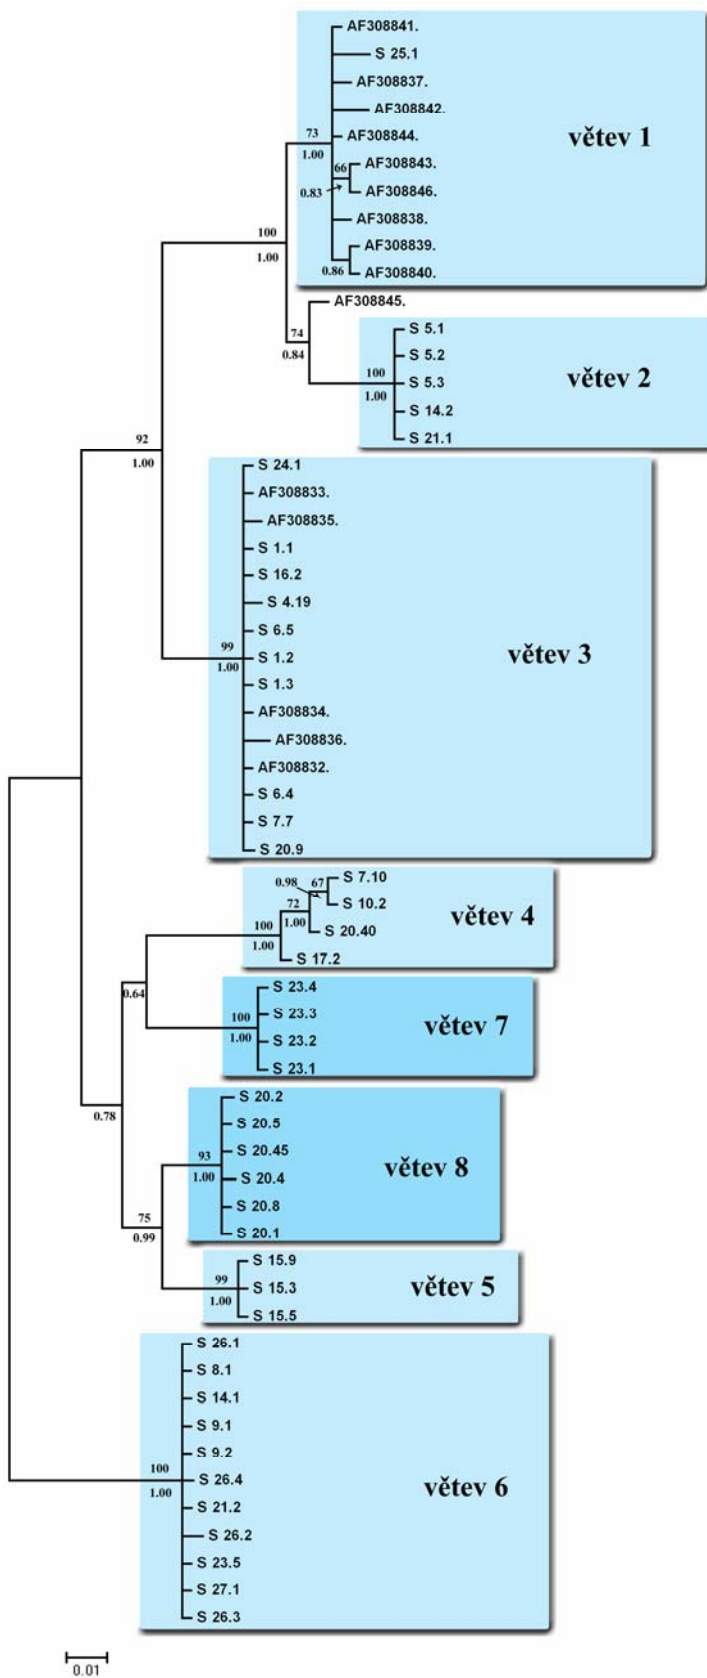 AF308841.
S 25.1
AF308837.
AF308842.
73
AF308844.
větev 1
1.00
66
AF308843.
0.83
AF308846.
AF308838.
100
AF308839.
1.00
0.86
AF308840.
AF308845.
74
0.84
S 5.1
S 5.2
100
S 5.3
větev 2
1.00
S 14.2
92
S 21.1
1.00
S 24.1
AF308833.
AF308835.
S 1.1
S 16.2
S 4.19
S 6.5
99
S 1.2
větev 3
1.00
S 1.3
AF308834.
AF308836.
AF308832.
S 6.4
S 7.7
S 20.9
0.98
67
S 7.10
72
S 10.2
větev 4
100
1.00
S 20.40
1.00
S 17.2
0.64
S 23.4
100
S 23.3
větev 7
1.00
S 23.2
S 23.1
0.78
S 20.2
S 20.5
93
S 20.45
větev 8
1.00
S 20.4
S 20.8
75
S 20.1
0.99
S 15.9
99
S 15.3
větev 5
1.00
S 15.5
S 26.1
S 8.1
S 14.1
S 9.1
S 9.2
100
S 26.4
větev 6
1.00
S 21.2
S 26.2
S 23.5
S 27.1
S 26.3
0.01